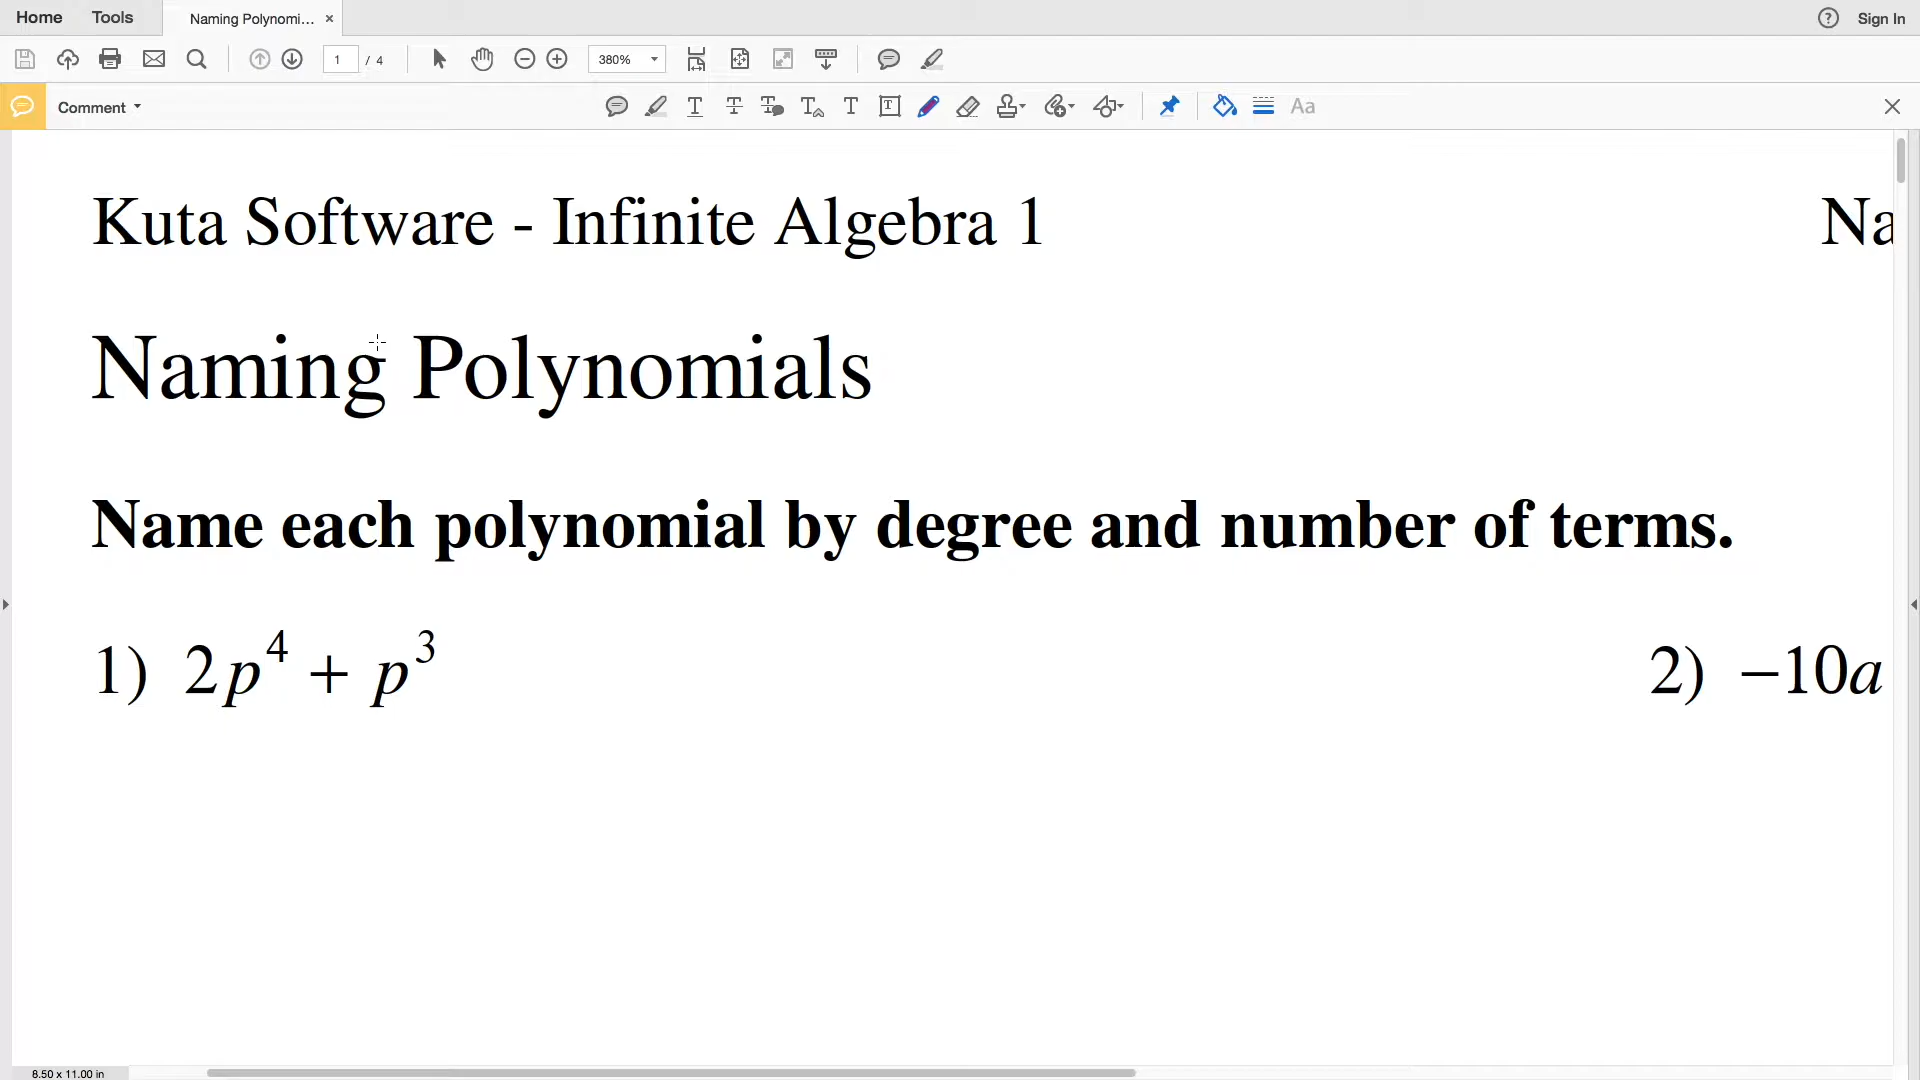 Home Tools Naming Polynomi... × ? Sign In
1 / 4 380%
Comment Aa
Kuta Software - Infinite Algebra 1 Na
Naming Polynomials
Name each polynomial by degree and number of terms.
1) 2p⁴ + p³ 2) −10a
8.50 x 11.00 in